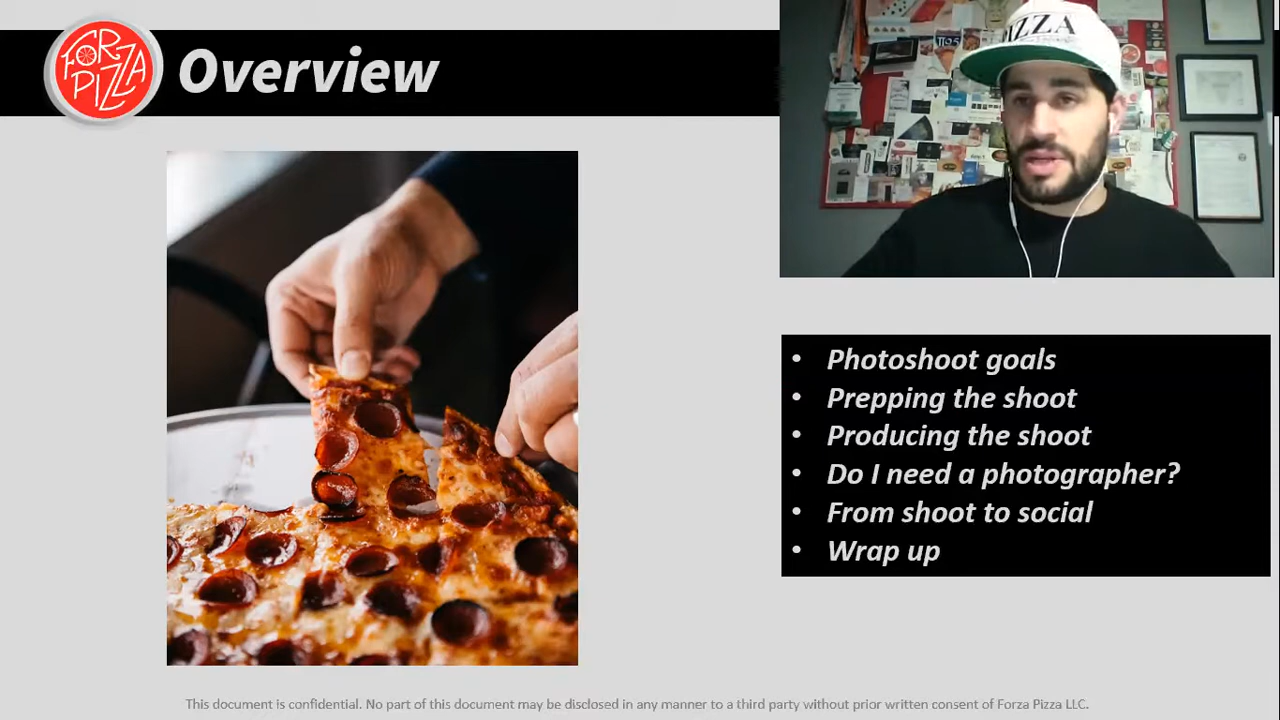 FORZA
PIZZA
Overview
PIZZA
• Photoshoot goals
• Prepping the shoot
• Producing the shoot
• Do I need a photographer?
• From shoot to social
• Wrap up
This document is confidential. No part of this document may be disclosed in any manner to a third party without prior written consent of Forza Pizza LLC.